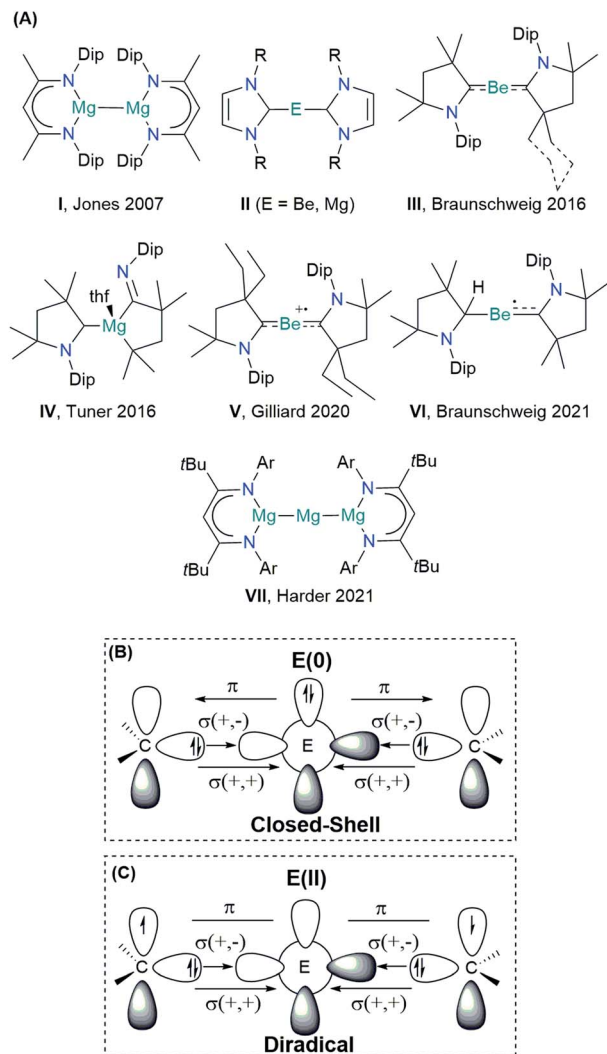 (A)
Dip Dip
N N
Mg Mg
N N
Dip Dip
I, Jones 2007
R R
N N
E
N N
R R
II (E = Be, Mg)
Dip
N
Be
N
Dip
III, Braunschweig 2016
Dip
N
thf
Mg
N
Dip
IV, Tuner 2016
Dip
N
+•
Be
N
Dip
V, Gilliard 2020
Dip
H N
•
Be
N
Dip
VI, Braunschweig 2021
tBu Ar Ar tBu
N N
Mg Mg Mg
N N
tBu Ar Ar tBu
VII, Harder 2021
(B)
E(0)
π π
σ(+,-) σ(+,-)
C E C
σ(+,+) σ(+,+)
Closed-Shell
(C)
E(II)
π π
σ(+,-) σ(+,-)
C E C
σ(+,+) σ(+,+)
Diradical